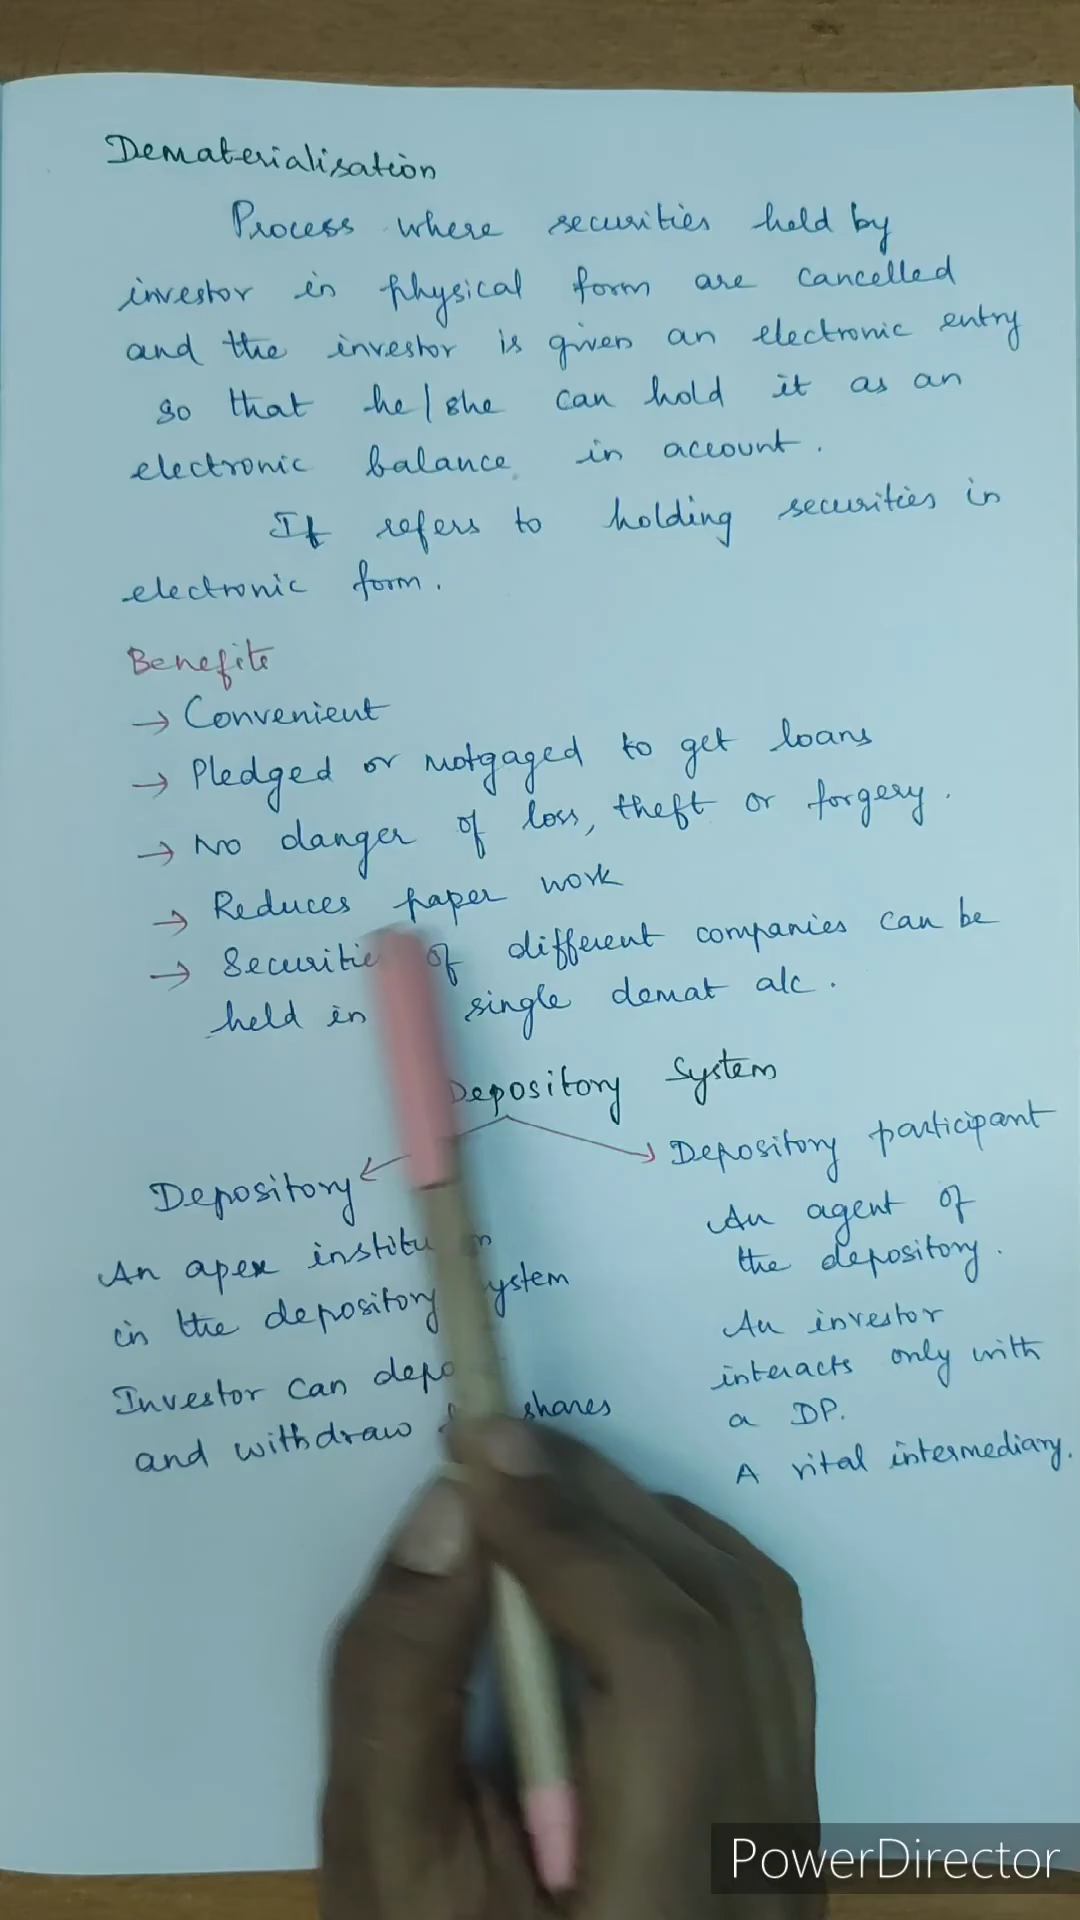 Dematerialisation
Process where securities held by
investor in physical form are cancelled
and the investor is given an electronic entry
so that he/she can hold it as an
electronic balance in account.
It refers to holding securities in
electronic form.
Benefits
→ Convenient
→ Pledged or motgaged to get loans
→ No danger of loss, theft or forgery.
→ Reduces paper work
→ Securities of different companies can be
held in single demat a/c.
Depository System
Depository
An apex institution
in the depository system
Investor can
and withdraw shares
Depository participant
An agent of
the depository.
An investor
interacts only with
a DP.
A vital intermediary.
PowerDirector